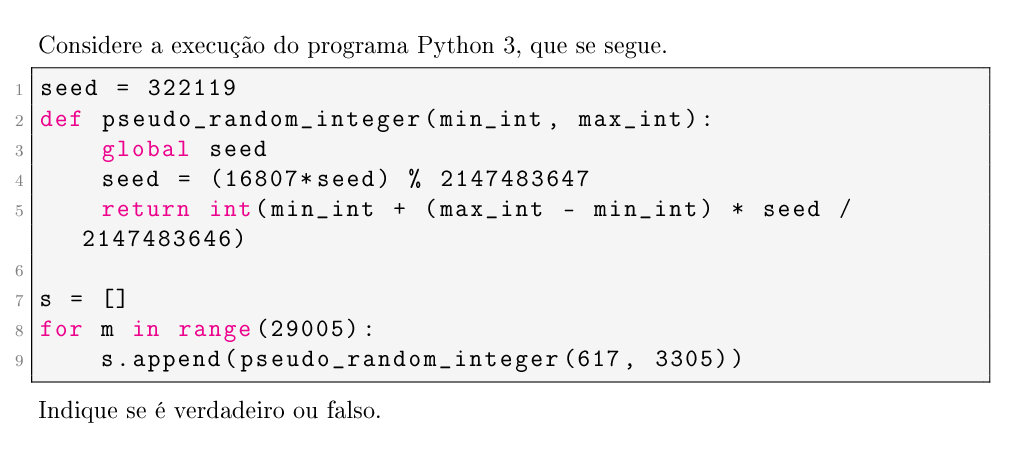 Considere a execução do programa Python 3, que se segue.
1 seed = 322119
2 def pseudo_random_integer(min_int, max_int):
3     global seed
4     seed = (16807*seed) % 2147483647
5     return int(min_int + (max_int - min_int) * seed /
2147483646)
6
7 s = []
8 for m in range(29005):
9     s.append(pseudo_random_integer(617, 3305))
Indique se é verdadeiro ou falso.